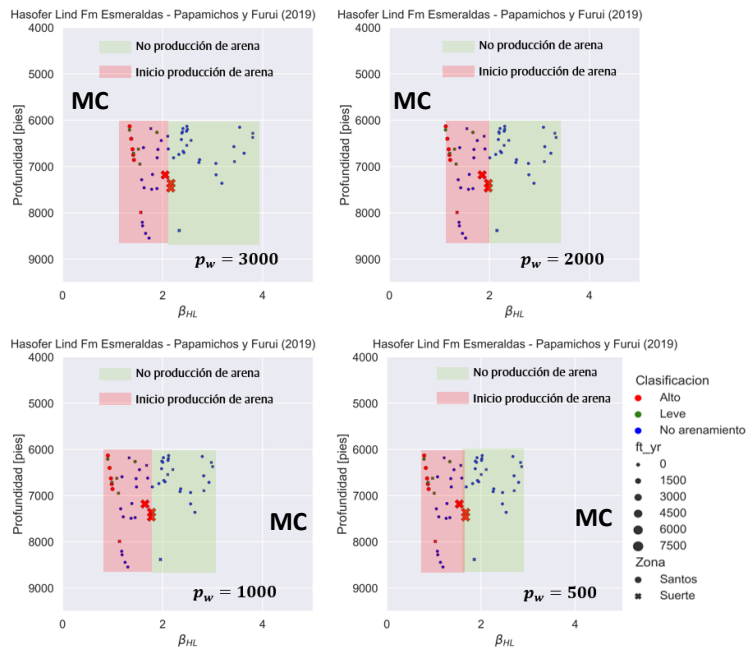 Hasofer Lind Fm Esmeraldas - Papamichos y Furui (2019)
4000
5000
6000
7000
8000
9000
Profundidad [pies]
No producción de arena
Inicio producción de arena
MC
p_w = 3000
0 2 4
β_HL
Hasofer Lind Fm Esmeraldas - Papamichos y Furui (2019)
4000
5000
6000
7000
8000
9000
Profundidad [pies]
No producción de arena
Inicio producción de arena
MC
p_w = 2000
0 2 4
β_HL
Hasofer Lind Fm Esmeraldas - Papamichos y Furui (2019)
4000
5000
6000
7000
8000
9000
Profundidad [pies]
No producción de arena
Inicio producción de arena
MC
p_w = 1000
0 2 4
β_HL
Hasofer Lind Fm Esmeraldas - Papamichos y Furui (2019)
4000
5000
6000
7000
8000
9000
Profundidad [pies]
No producción de arena
Inicio producción de arena
MC
p_w = 500
0 2 4
β_HL
Clasificacion
Alto
Leve
No arenamiento
ft_yr
0
1500
3000
4500
6000
7500
Zona
Santos
Suerte